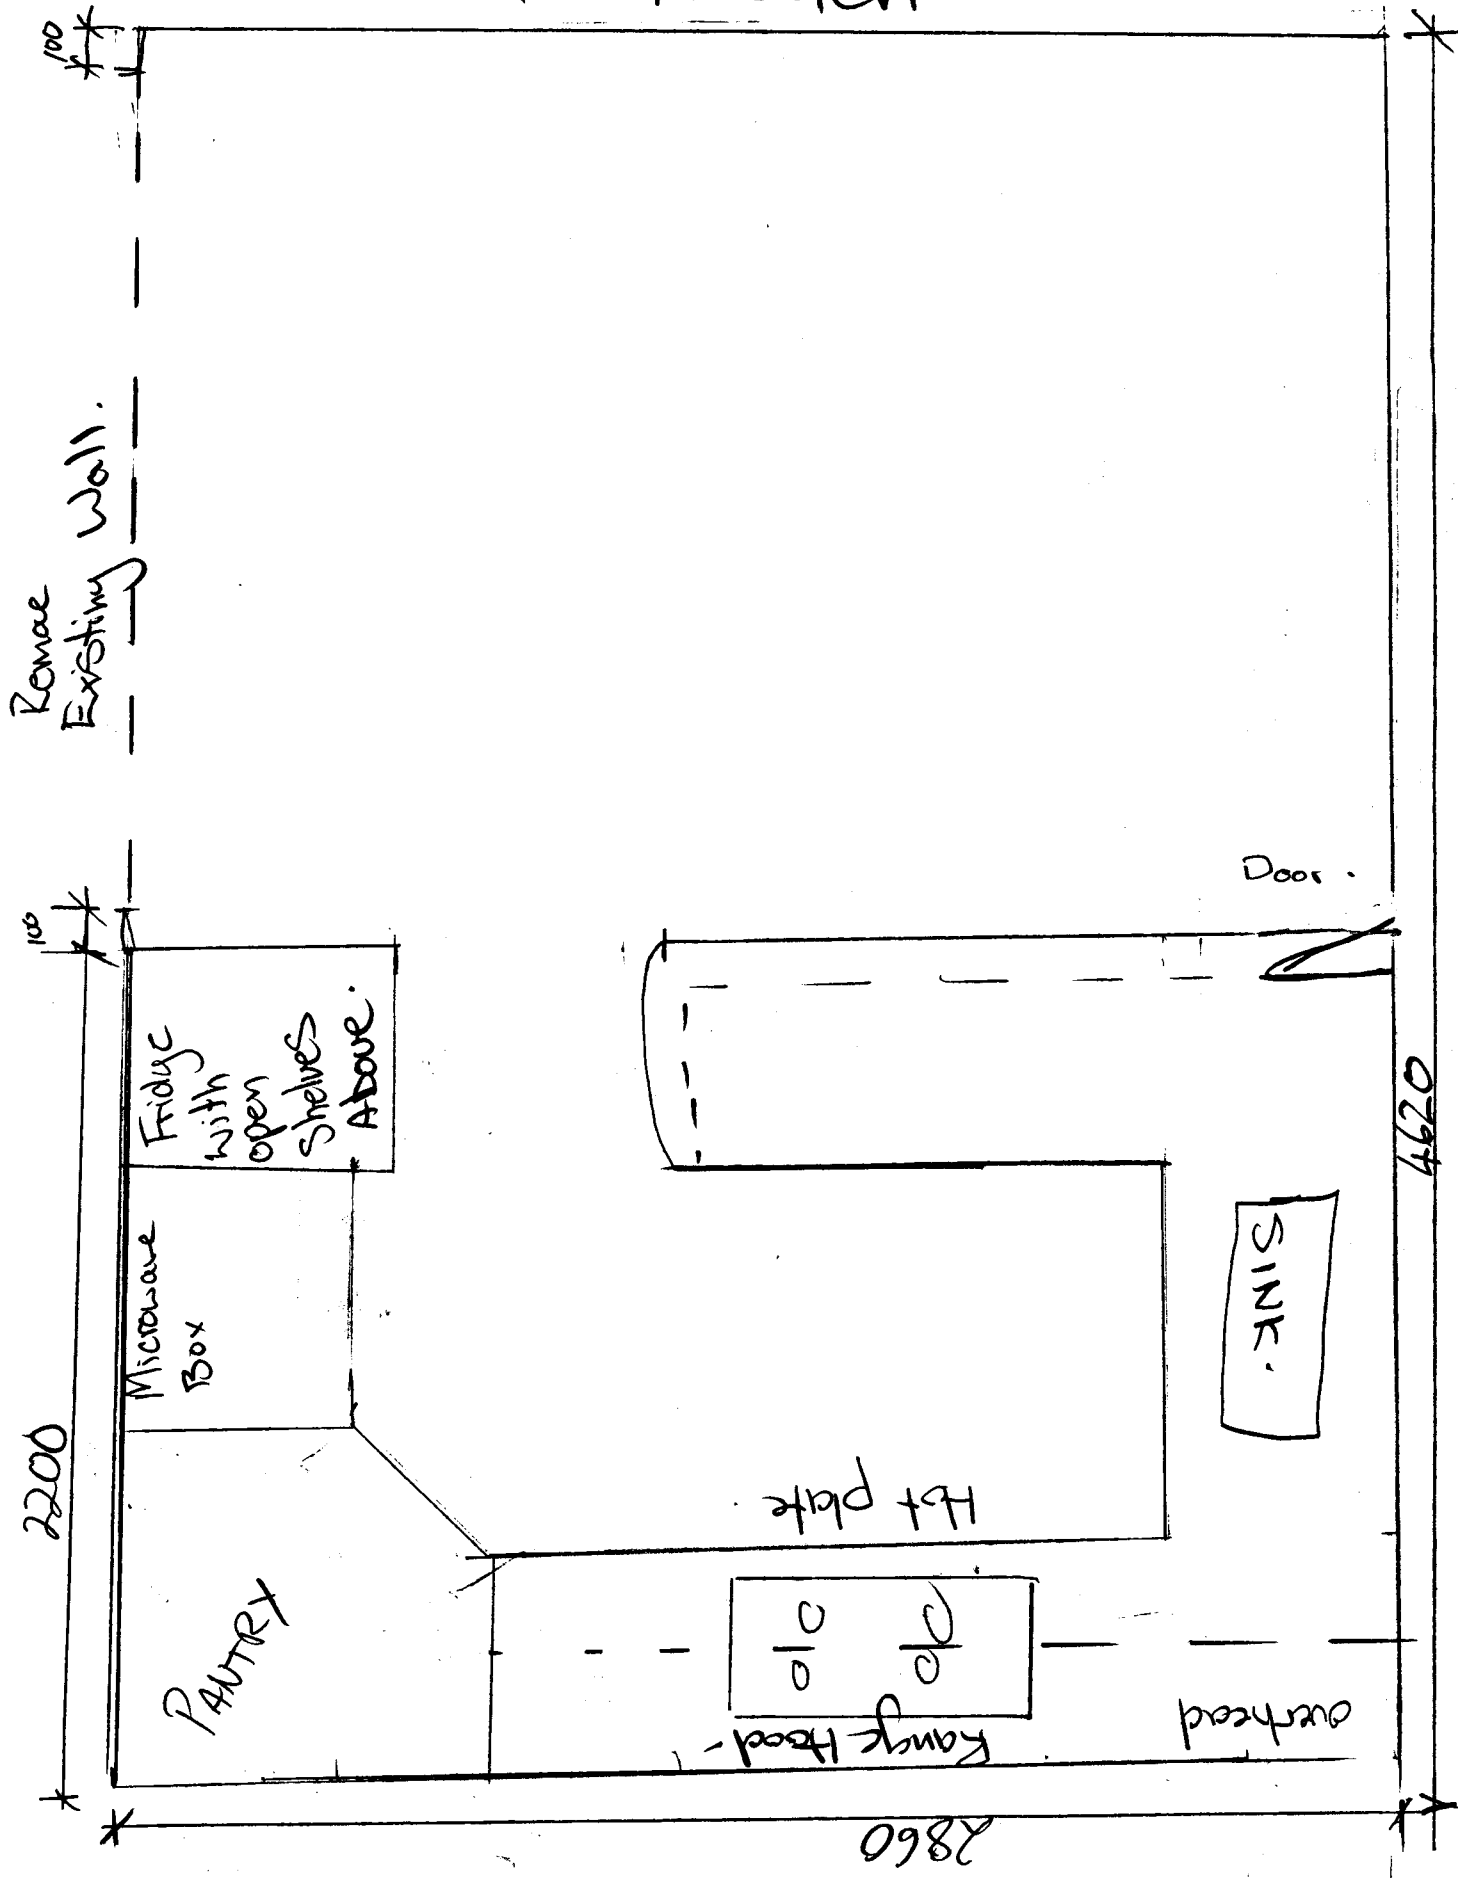 100
Remae
Existing Wall.
100
Door.
Fridge
with
open
Shelves
Above.
Microwave
Box
2200
PANTRY
Hot plate
Range Hood-
overhead
SINK.
4620
2860